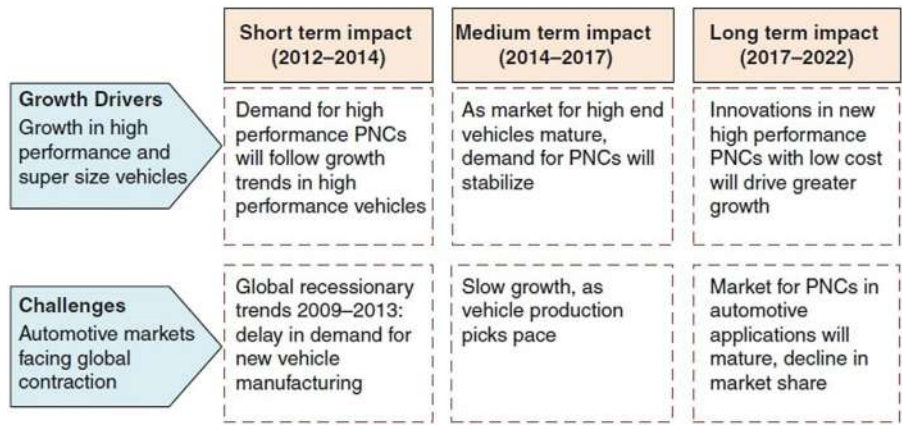 Short term impact
(2012–2014)
Medium term impact
(2014–2017)
Long term impact
(2017–2022)
Growth Drivers
Growth in high
performance and
super size vehicles
Demand for high
performance PNCs
will follow growth
trends in high
performance vehicles
As market for high end
vehicles mature,
demand for PNCs will
stabilize
Innovations in new
high performance
PNCs with low cost
will drive greater
growth
Challenges
Automotive markets
facing global
contraction
Global recessionary
trends 2009–2013:
delay in demand for
new vehicle
manufacturing
Slow growth, as
vehicle production
picks pace
Market for PNCs in
automotive
applications will
mature, decline in
market share